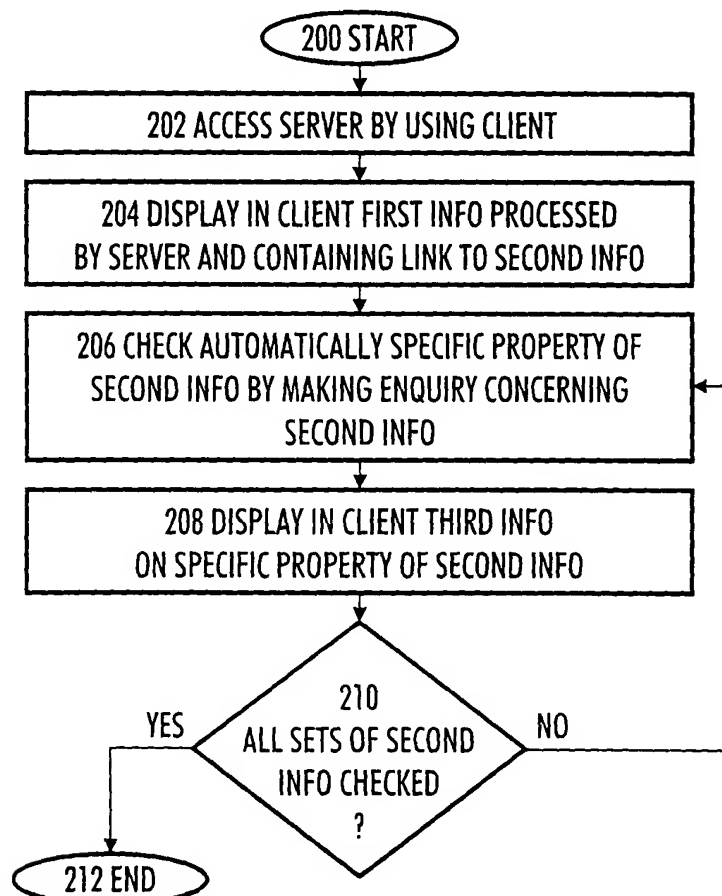 200 START
202 ACCESS SERVER BY USING CLIENT
204 DISPLAY IN CLIENT FIRST INFO PROCESSED
BY SERVER AND CONTAINING LINK TO SECOND INFO
206 CHECK AUTOMATICALLY SPECIFIC PROPERTY OF
SECOND INFO BY MAKING ENQUIRY CONCERNING
SECOND INFO
208 DISPLAY IN CLIENT THIRD INFO
ON SPECIFIC PROPERTY OF SECOND INFO
210
YES
NO
ALL SETS OF SECOND
INFO CHECKED
?
212 END